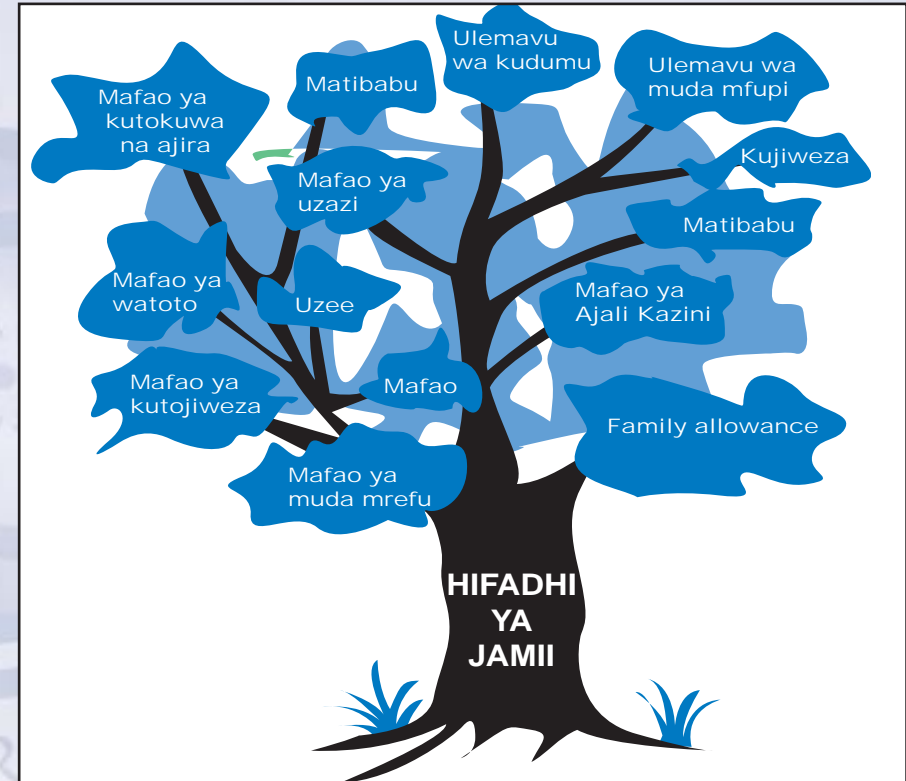 Ulemavu
wa kudumu
Ulemavu wa
muda mfupi
Matibabu
Mafao ya
kutokuwa
na ajira
Kujiweza
Mafao ya
uzazi
Matibabu
Mafao ya
watoto
Uzee
Mafao ya
Ajali Kazini
Mafao ya
kutojiweza
Mafao
Family allowance
Mafao ya
muda mrefu
HIFADHI
YA
JAMII